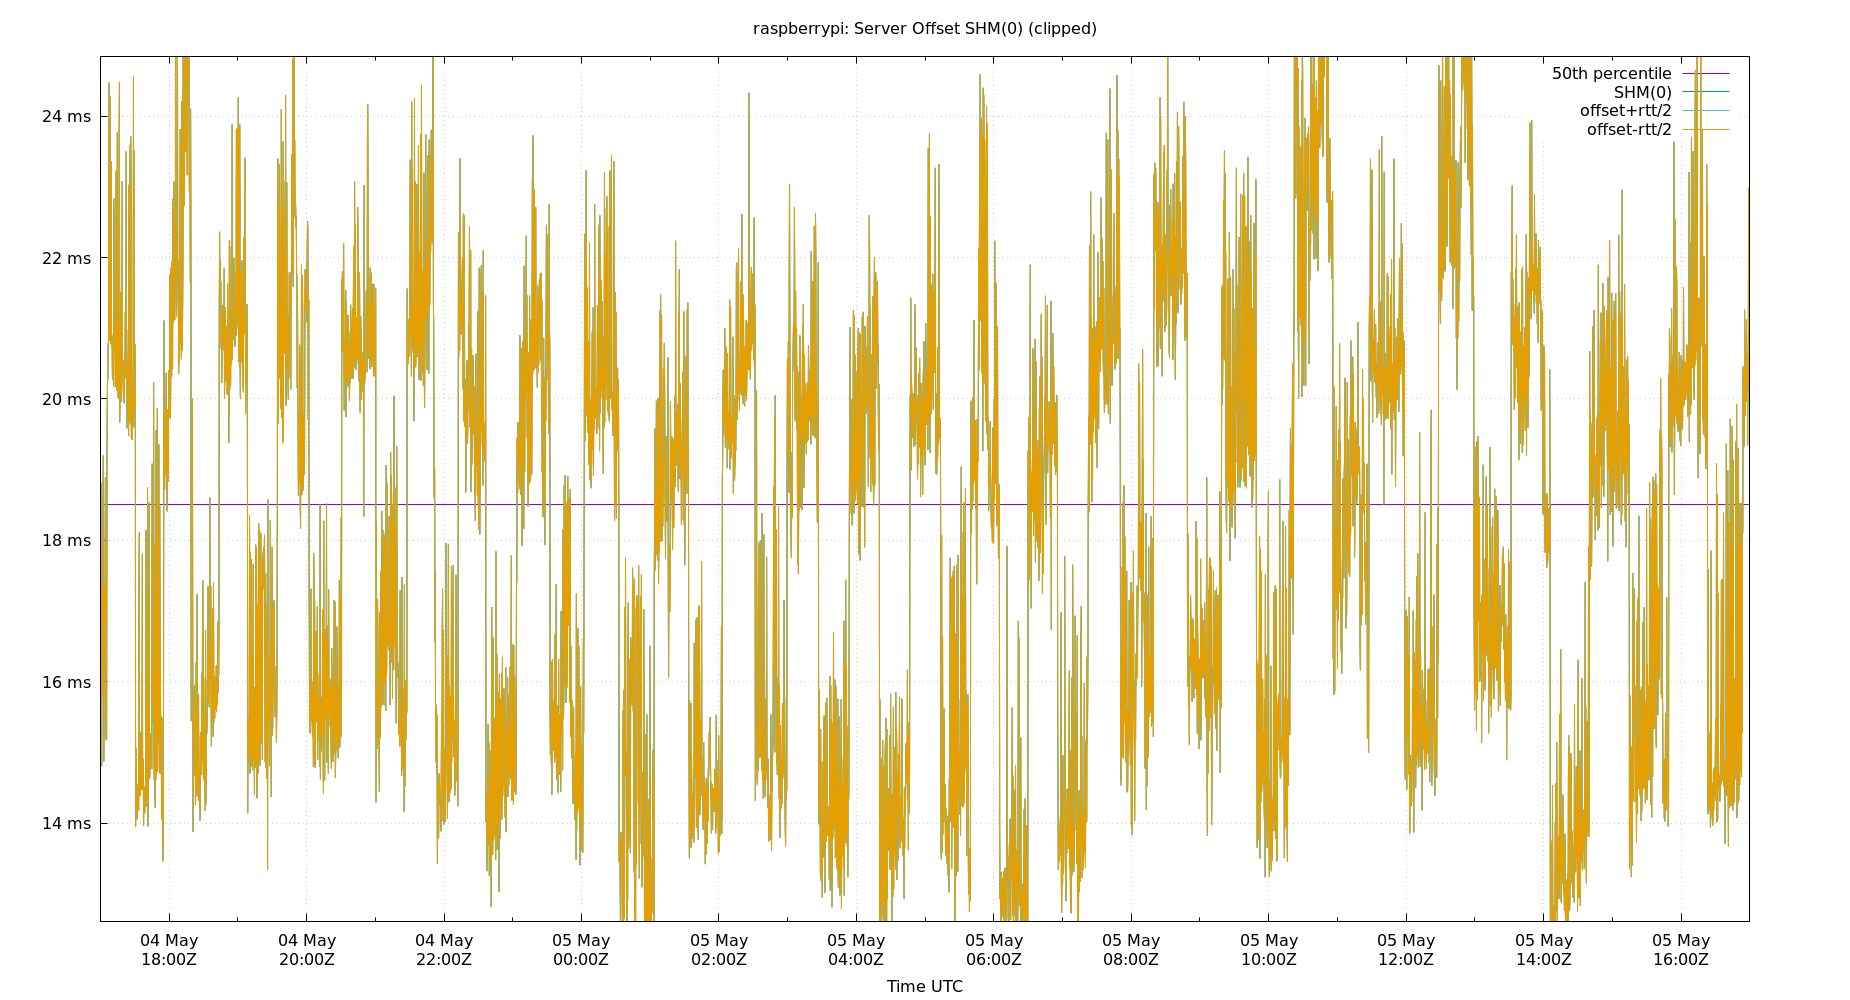 raspberrypi: Server Offset SHM(0) (clipped)
50th percentile
SHM(0)
offset+rtt/2
offset-rtt/2
24 ms
22 ms
20 ms
18 ms
16 ms
14 ms
04 May 04 May 04 May 05 May 05 May 05 May 05 May 05 May 05 May 05 May 05 May 05 May
18:00Z 20:00Z 22:00Z 00:00Z 02:00Z 04:00Z 06:00Z 08:00Z 10:00Z 12:00Z 14:00Z 16:00Z
Time UTC